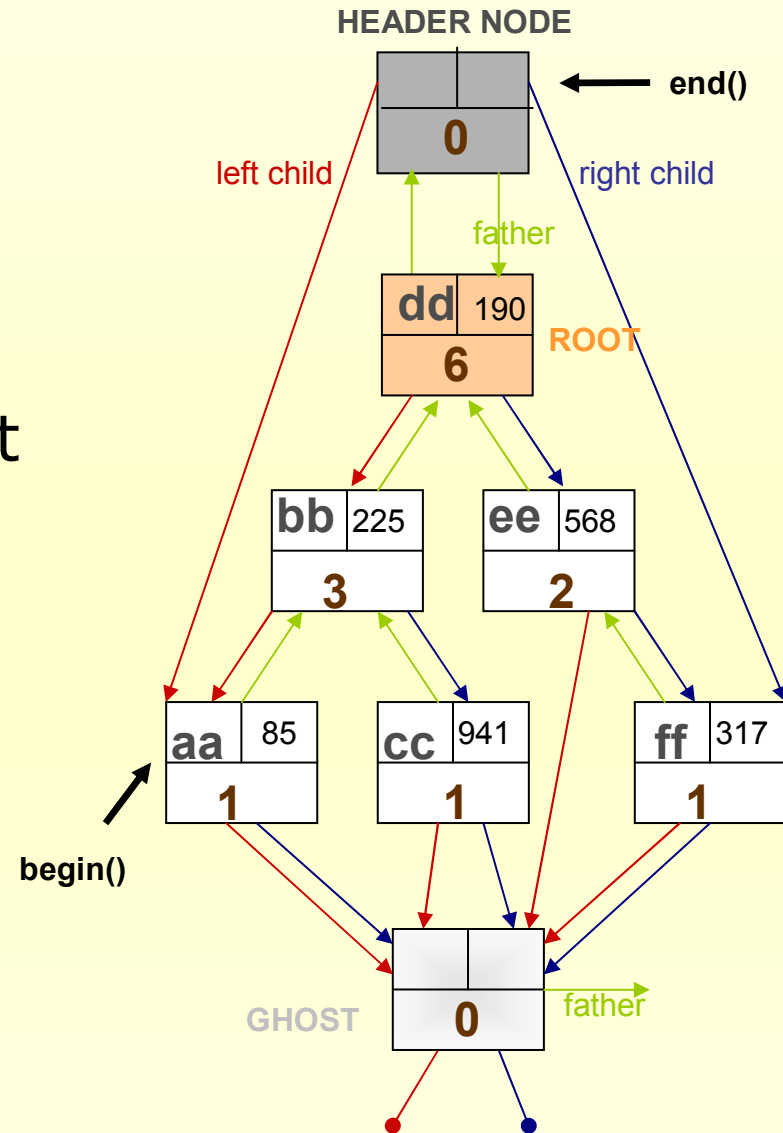 HEADER NODE
end()
0
left child
right child
father
dd 190
ROOT
6
t
bb 225
ee 568
3
2
aa 85
cc 941
ff 317
1
1
1
begin()
GHOST
0
father